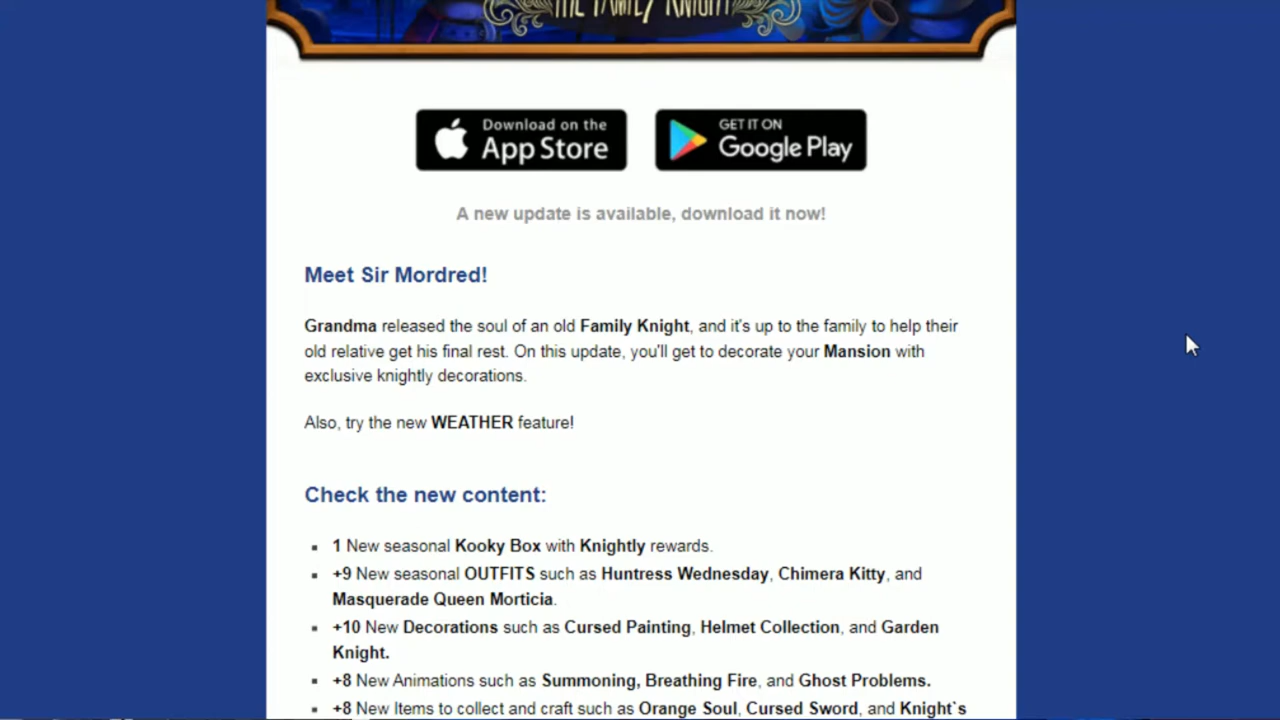 THE FAMILY KNIGHT
Download on the
App Store
GET IT ON
Google Play
A new update is available, download it now!
Meet Sir Mordred!
Grandma released the soul of an old Family Knight, and it's up to the family to help their
old relative get his final rest. On this update, you'll get to decorate your Mansion with
exclusive knightly decorations.
Also, try the new WEATHER feature!
Check the new content:
▪ 1 New seasonal Kooky Box with Knightly rewards.
▪ +9 New seasonal OUTFITS such as Huntress Wednesday, Chimera Kitty, and
Masquerade Queen Morticia.
▪ +10 New Decorations such as Cursed Painting, Helmet Collection, and Garden
Knight.
▪ +8 New Animations such as Summoning, Breathing Fire, and Ghost Problems.
▪ +8 New Items to collect and craft such as Orange Soul, Cursed Sword, and Knight`s